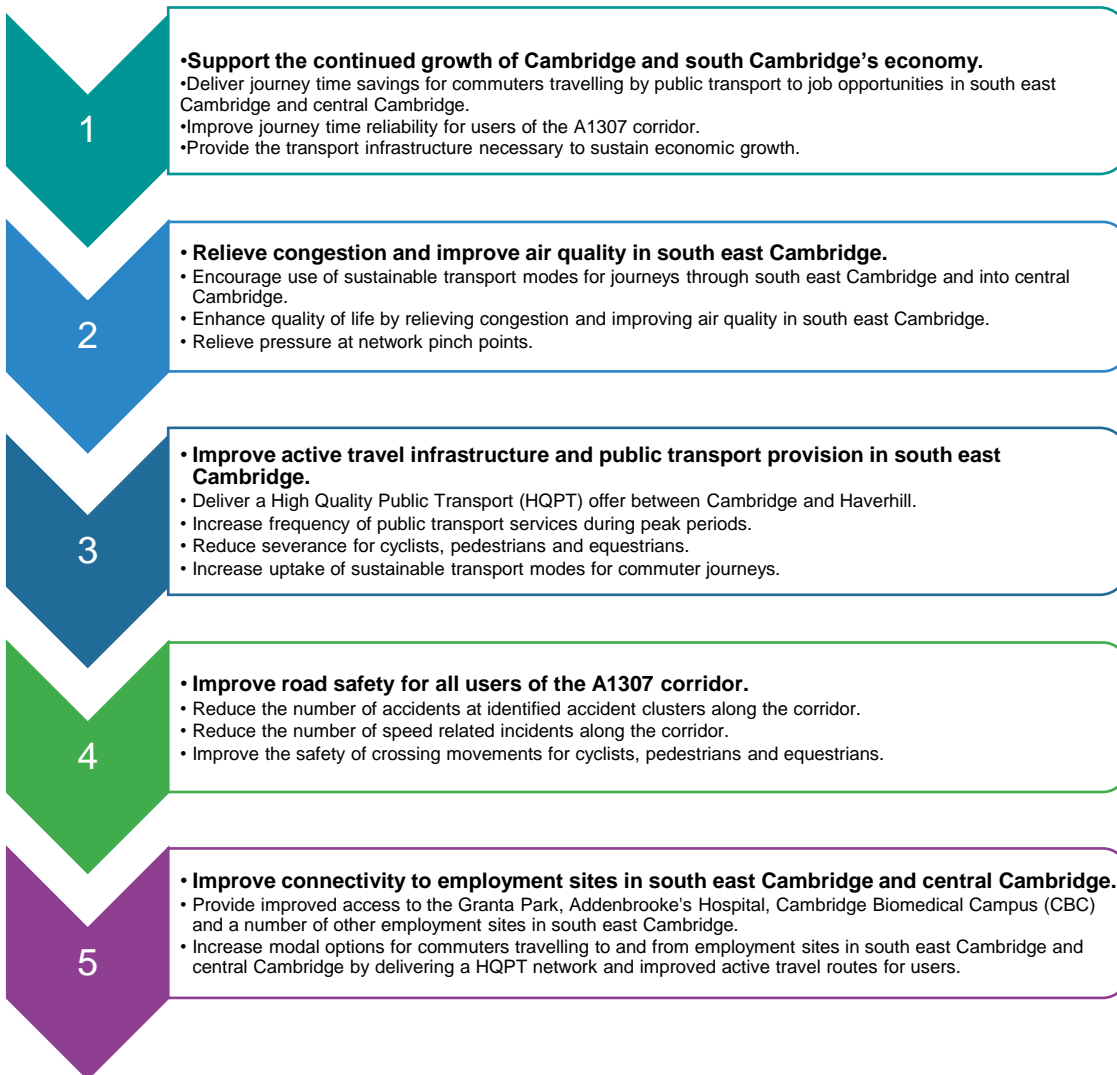 1
•Support the continued growth of Cambridge and south Cambridge's economy.
•Deliver journey time savings for commuters travelling by public transport to job opportunities in south east
Cambridge and central Cambridge.
•Improve journey time reliability for users of the A1307 corridor.
•Provide the transport infrastructure necessary to sustain economic growth.
2
• Relieve congestion and improve air quality in south east Cambridge.
• Encourage use of sustainable transport modes for journeys through south east Cambridge and into central
Cambridge.
• Enhance quality of life by relieving congestion and improving air quality in south east Cambridge.
• Relieve pressure at network pinch points.
3
• Improve active travel infrastructure and public transport provision in south east
Cambridge.
• Deliver a High Quality Public Transport (HQPT) offer between Cambridge and Haverhill.
• Increase frequency of public transport services during peak periods.
• Reduce severance for cyclists, pedestrians and equestrians.
• Increase uptake of sustainable transport modes for commuter journeys.
4
• Improve road safety for all users of the A1307 corridor.
• Reduce the number of accidents at identified accident clusters along the corridor.
• Reduce the number of speed related incidents along the corridor.
• Improve the safety of crossing movements for cyclists, pedestrians and equestrians.
5
• Improve connectivity to employment sites in south east Cambridge and central Cambridge.
• Provide improved access to the Granta Park, Addenbrooke's Hospital, Cambridge Biomedical Campus (CBC)
and a number of other employment sites in south east Cambridge.
• Increase modal options for commuters travelling to and from employment sites in south east Cambridge and
central Cambridge by delivering a HQPT network and improved active travel routes for users.